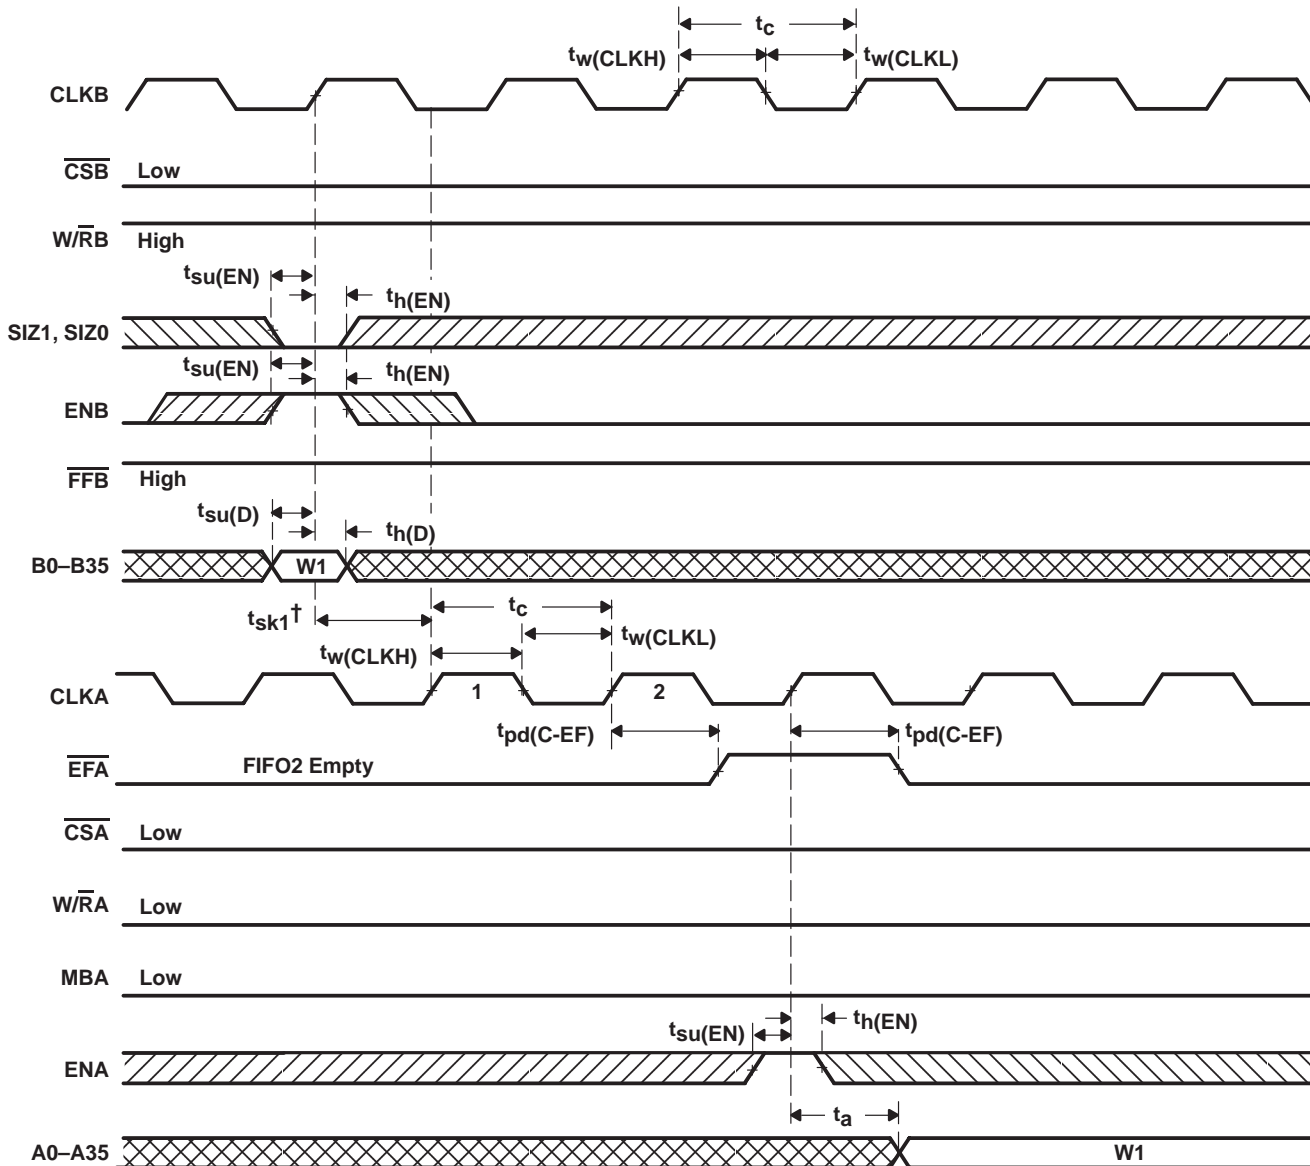 tc
tw(CLKH) tw(CLKL)
CLKB
CSB Low
W/RB High
tsu(EN)
th(EN)
SIZ1, SIZ0
tsu(EN) th(EN)
ENB
FFB High
tsu(D) th(D)
B0–B35 W1
tsk1† tc
tw(CLKH) tw(CLKL)
CLKA 1 2
tpd(C-EF) tpd(C-EF)
EFA FIFO2 Empty
CSA Low
W/RA Low
MBA Low
tsu(EN) th(EN)
ENA
ta
A0–A35 W1